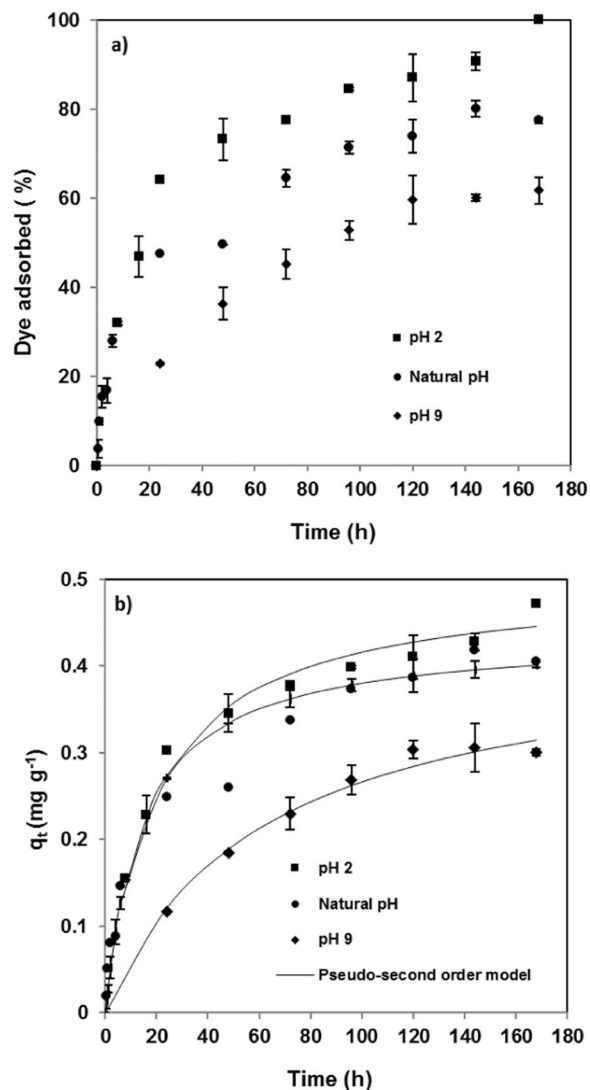 a)
100
80
60
40
20
0
Dye adsorbed ( %)
pH 2
Natural pH
pH 9
0 20 40 60 80 100 120 140 160 180
Time (h)
b)
0.5
0.4
0.3
0.2
0.1
0
qt (mg g-1)
pH 2
Natural pH
pH 9
Pseudo-second order model
0 20 40 60 80 100 120 140 160 180
Time (h)